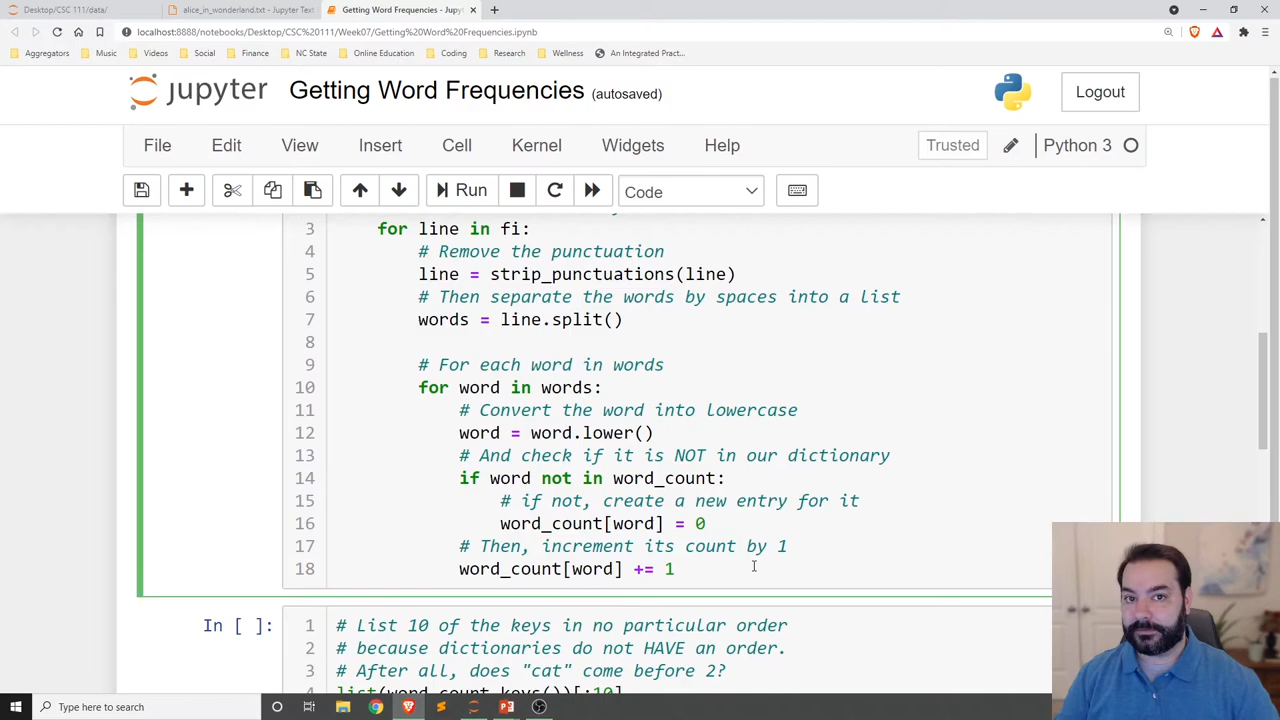 Desktop/CSC 111/data/
alice_in_wonderland.txt - Jupyter Text
Getting Word Frequencies - Jupy
localhost:8888/notebooks/Desktop/CSC%20111/Week07/Getting%20Word%20Frequencies.ipynb
Aggregators Music Videos Social Finance NC State Online Education Coding Research Wellness An Integrated Pract...
jupyter Getting Word Frequencies (autosaved)
Logout
File Edit View Insert Cell Kernel Widgets Help
Trusted Python 3
Run Code
3 for line in fi:
4 # Remove the punctuation
5 line = strip_punctuations(line)
6 # Then separate the words by spaces into a list
7 words = line.split()
8
9 # For each word in words
10 for word in words:
11 # Convert the word into lowercase
12 word = word.lower()
13 # And check if it is NOT in our dictionary
14 if word not in word_count:
15 # if not, create a new entry for it
16 word_count[word] = 0
17 # Then, increment its count by 1
18 word_count[word] += 1
In [ ]:
1 # List 10 of the keys in no particular order
2 # because dictionaries do not HAVE an order.
3 # After all, does "cat" come before 2?
4 list(word_count.keys())[:10]
Type here to search